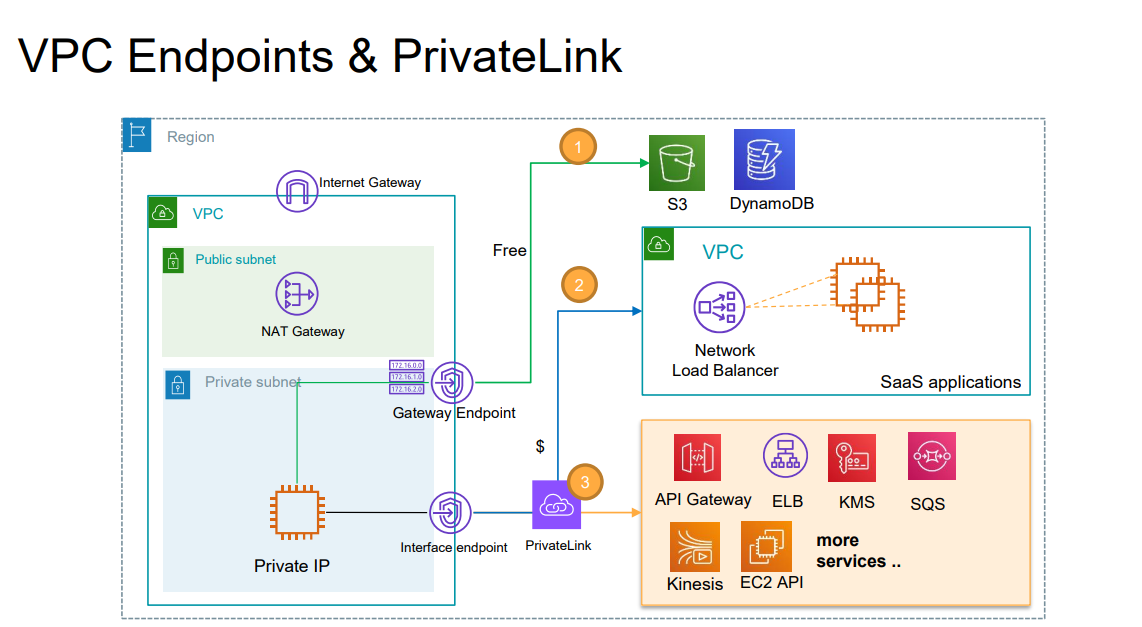 VPC Endpoints & PrivateLink
Region
1
S3
DynamoDB
Internet Gateway
VPC
Public subnet
NAT Gateway
Free
2
VPC
Network
Load Balancer
SaaS applications
Private subnet
172.16.0.0
172.16.1.0
172.16.2.0
Gateway Endpoint
$
3
Private IP
Interface endpoint
PrivateLink
API Gateway
ELB
KMS
SQS
Kinesis
EC2 API
more
services ..